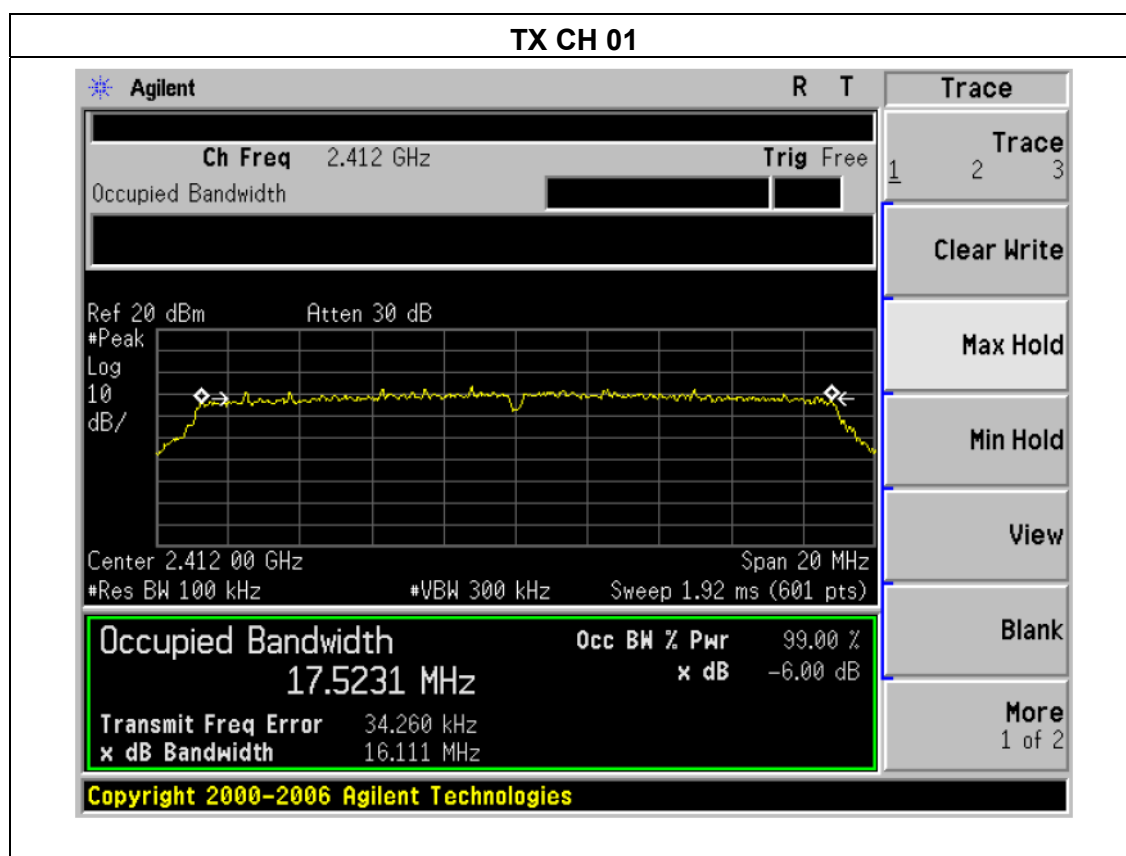 TX CH 01
Agilent R T
Ch Freq 2.412 GHz Trig Free
Occupied Bandwidth
Ref 20 dBm Atten 30 dB
#Peak
Log
10
dB/
Center 2.412 00 GHz Span 20 MHz
#Res BW 100 kHz #VBW 300 kHz Sweep 1.92 ms (601 pts)
Occupied Bandwidth Occ BW % Pwr 99.00 %
17.5231 MHz x dB -6.00 dB
Transmit Freq Error 34.260 kHz
x dB Bandwidth 16.111 MHz
Copyright 2000-2006 Agilent Technologies
Trace
Trace
1 2 3
Clear Write
Max Hold
Min Hold
View
Blank
More
1 of 2